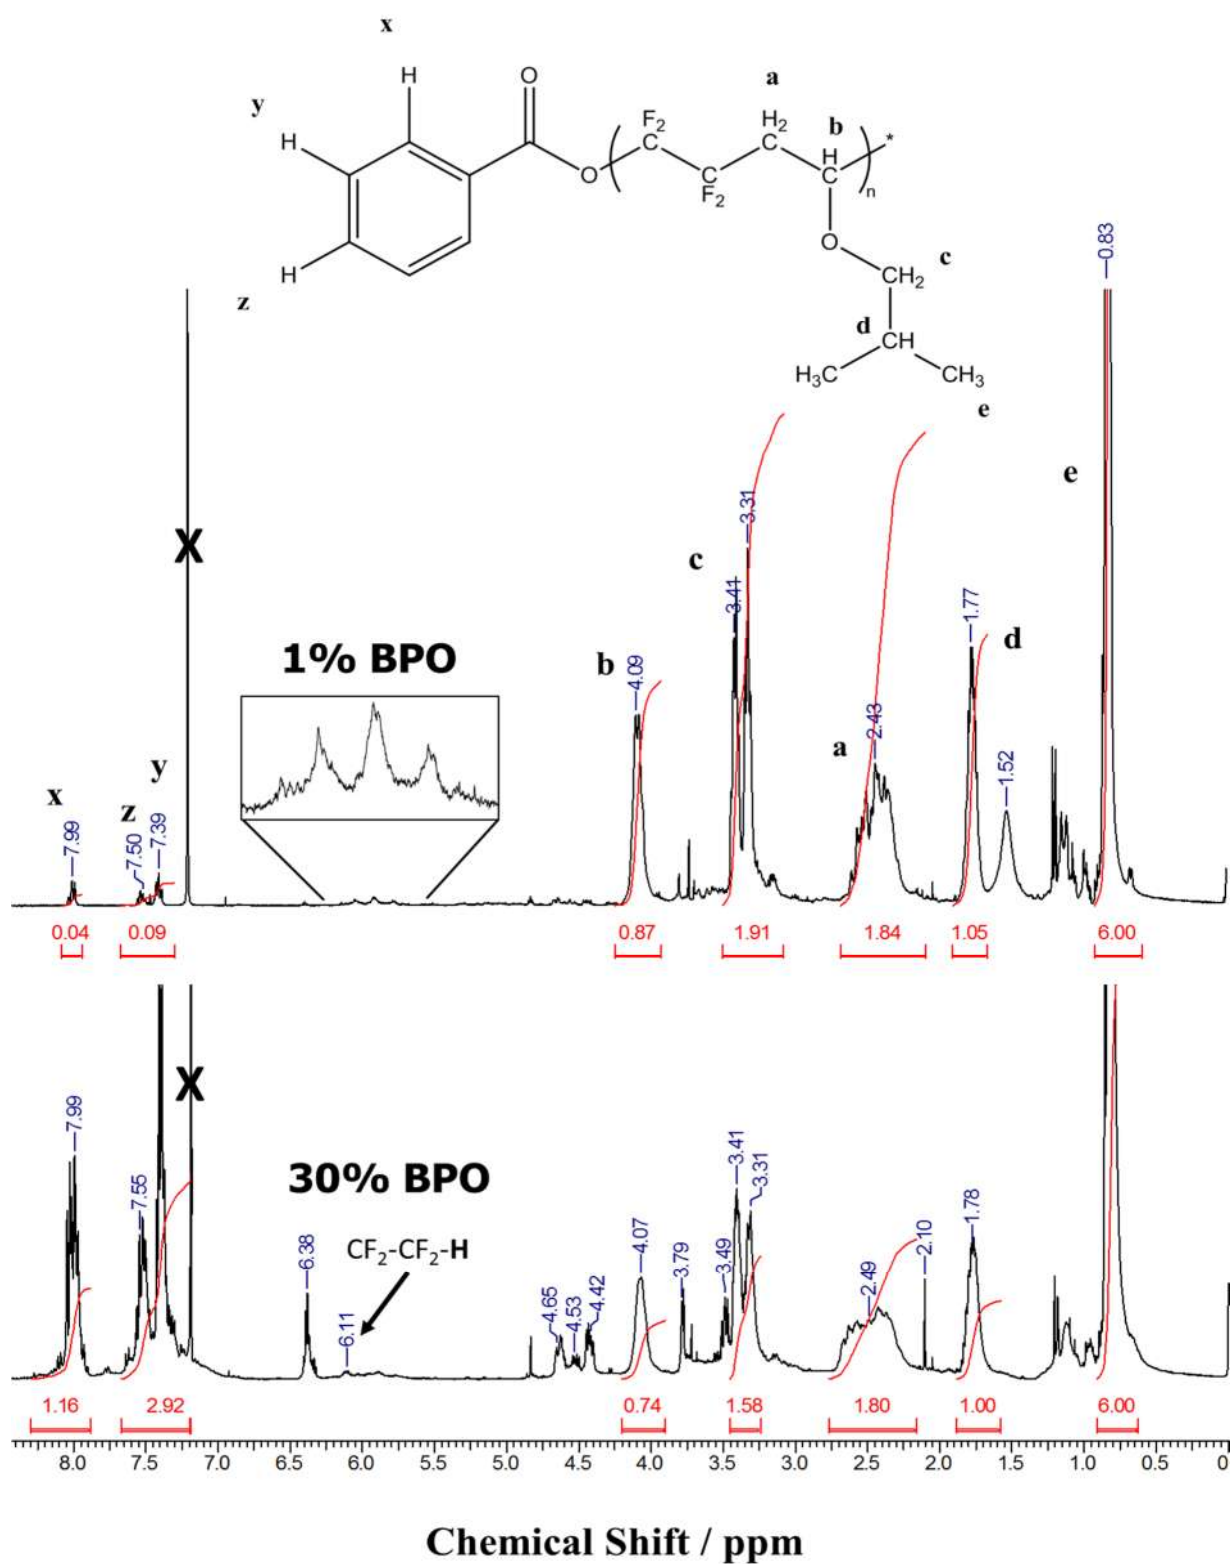 x
H
O
a
y
F₂
H₂
b
H
C
C
H
*
H
O
C
C
n
F₂
O
c
CH₂
H
d
z
CH
H₃C
CH₃
e
0.83
e
X
3.31
c
3.41
1.77
d
1% BPO
b
4.09
2.43
a
1.52
y
x
z
7.99
7.50
7.39
0.04
0.09
0.87
1.91
1.84
1.05
6.00
X
7.99
7.55
30% BPO
CF₂-CF₂-H
6.38
6.11
4.65
4.53
4.42
4.07
3.79
3.49
3.41
3.31
2.49
2.10
1.78
1.16
2.92
0.74
1.58
1.80
1.00
6.00
8.0 7.5 7.0 6.5 6.0 5.5 5.0 4.5 4.0 3.5 3.0 2.5 2.0 1.5 1.0 0.5 0
Chemical Shift / ppm